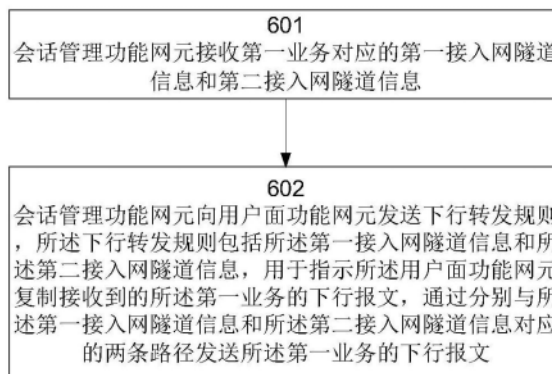 601
会话管理功能网元接收第一业务对应的第一接入网隧道
信息和第二接入网隧道信息
602
会话管理功能网元向用户面功能网元发送下行转发规则
，所述下行转发规则包括所述第一接入网隧道信息和所
述第二接入网隧道信息，用于指示所述用户面功能网元
复制接收到的所述第一业务的下行报文，通过分别与所
述第一接入网隧道信息和所述第二接入网隧道信息对应
的两条路径发送所述第一业务的下行报文